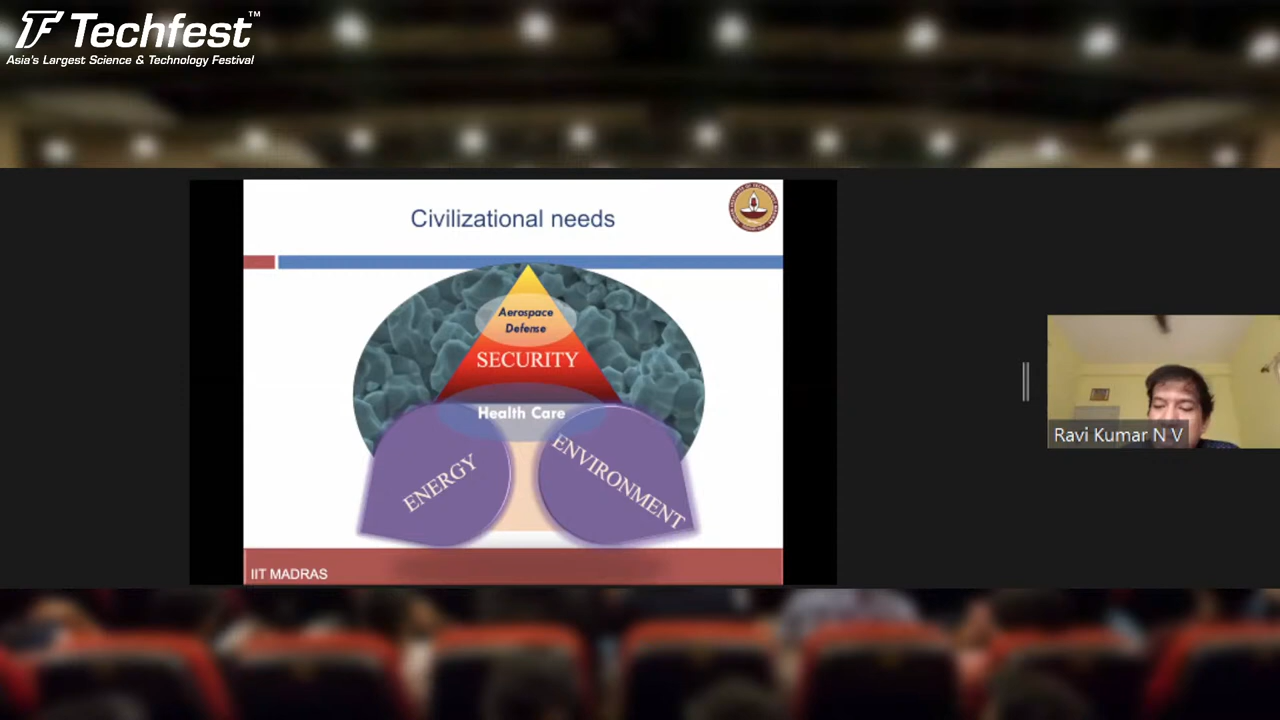 TF Techfest™
Asia's Largest Science & Technology Festival
Civilizational needs
Aerospace
Defense
SECURITY
Health Care
ENERGY
ENVIRONMENT
IIT MADRAS
Ravi Kumar N V